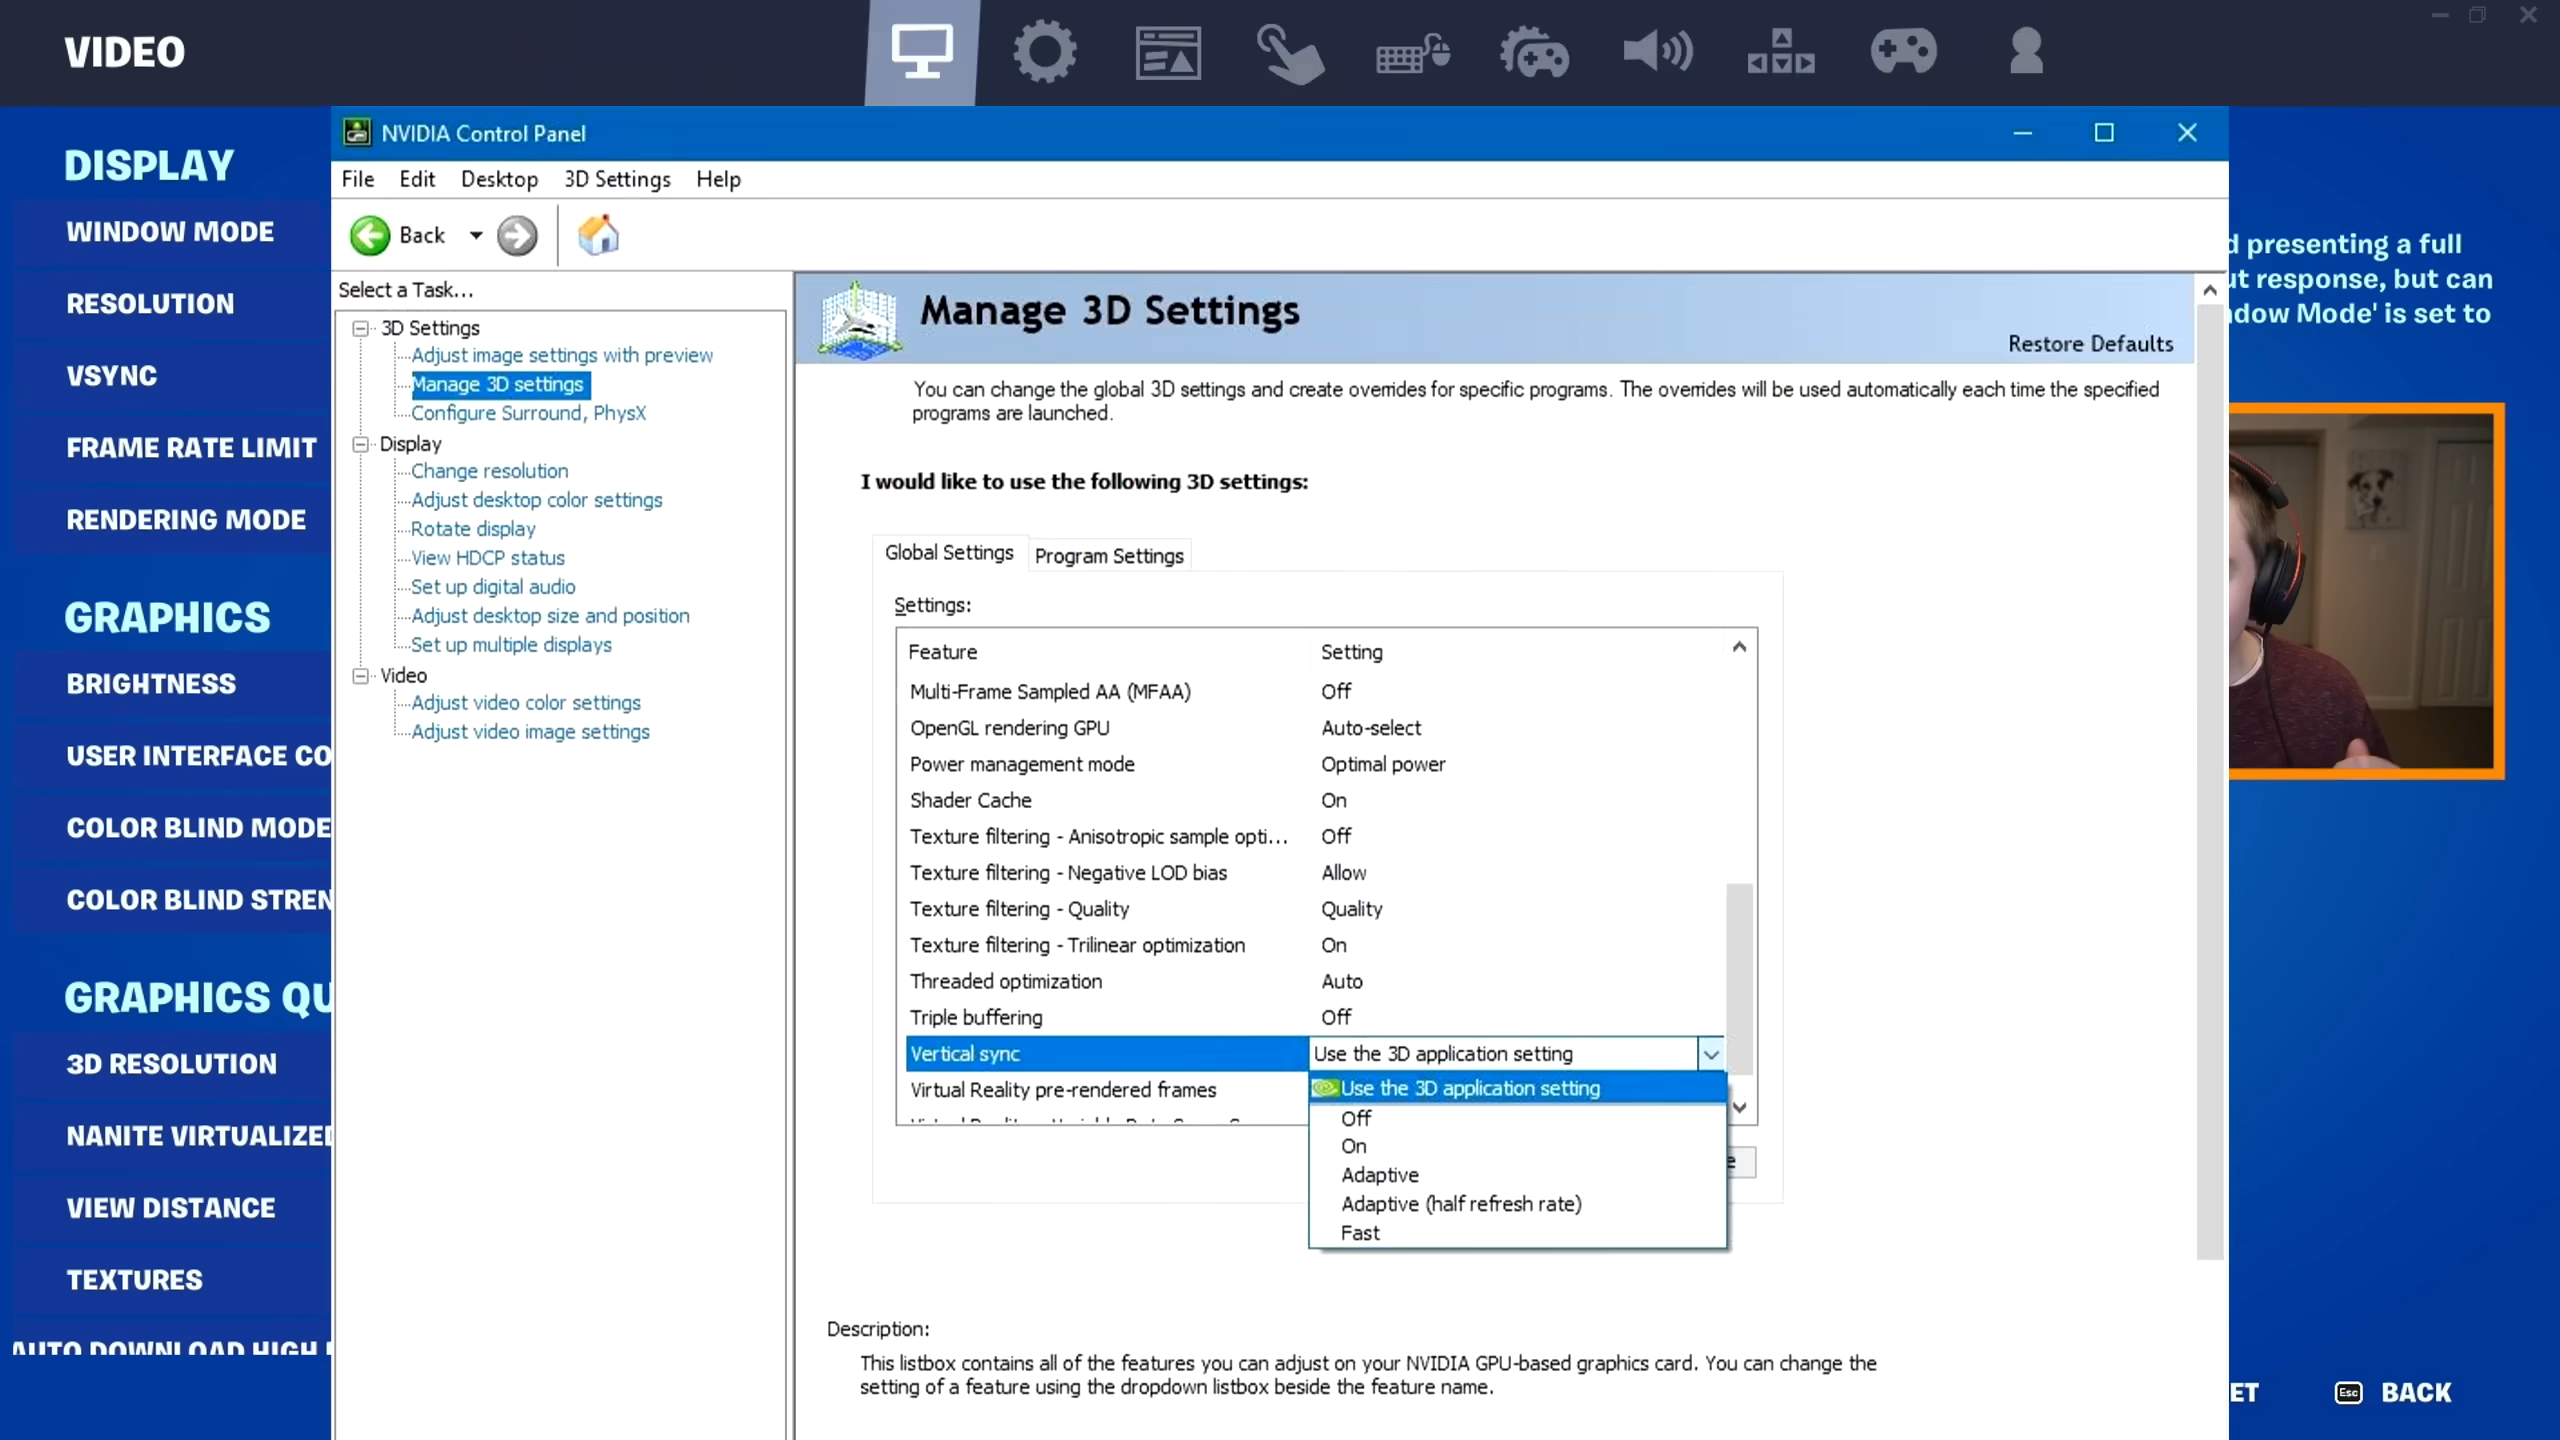 VIDEO
DISPLAY
WINDOW MODE
RESOLUTION
VSYNC
FRAME RATE LIMIT
RENDERING MODE
GRAPHICS
BRIGHTNESS
USER INTERFACE CO
COLOR BLIND MODE
COLOR BLIND STREN
GRAPHICS QU
3D RESOLUTION
NANITE VIRTUALIZED
VIEW DISTANCE
TEXTURES
AUTO DOWNLOAD HIGH
NVIDIA Control Panel
File Edit Desktop 3D Settings Help
Back
Select a Task...
3D Settings
Adjust image settings with preview
Manage 3D settings
Configure Surround, PhysX
Display
Change resolution
Adjust desktop color settings
Rotate display
View HDCP status
Set up digital audio
Adjust desktop size and position
Set up multiple displays
Video
Adjust video color settings
Adjust video image settings
Manage 3D Settings
Restore Defaults
You can change the global 3D settings and create overrides for specific programs. The overrides will be used automatically each time the specified
programs are launched.
I would like to use the following 3D settings:
Global Settings Program Settings
Settings:
Feature Setting
Multi-Frame Sampled AA (MFAA) Off
OpenGL rendering GPU Auto-select
Power management mode Optimal power
Shader Cache On
Texture filtering - Anisotropic sample opti... Off
Texture filtering - Negative LOD bias Allow
Texture filtering - Quality Quality
Texture filtering - Trilinear optimization On
Threaded optimization Auto
Triple buffering Off
Vertical sync Use the 3D application setting
Virtual Reality pre-rendered frames
Use the 3D application setting
Off
On
Adaptive
Adaptive (half refresh rate)
Fast
Description:
This listbox contains all of the features you can adjust on your NVIDIA GPU-based graphics card. You can change the
setting of a feature using the dropdown listbox beside the feature name.
d presenting a full
ut response, but can
ndow Mode' is set to
ET Esc BACK